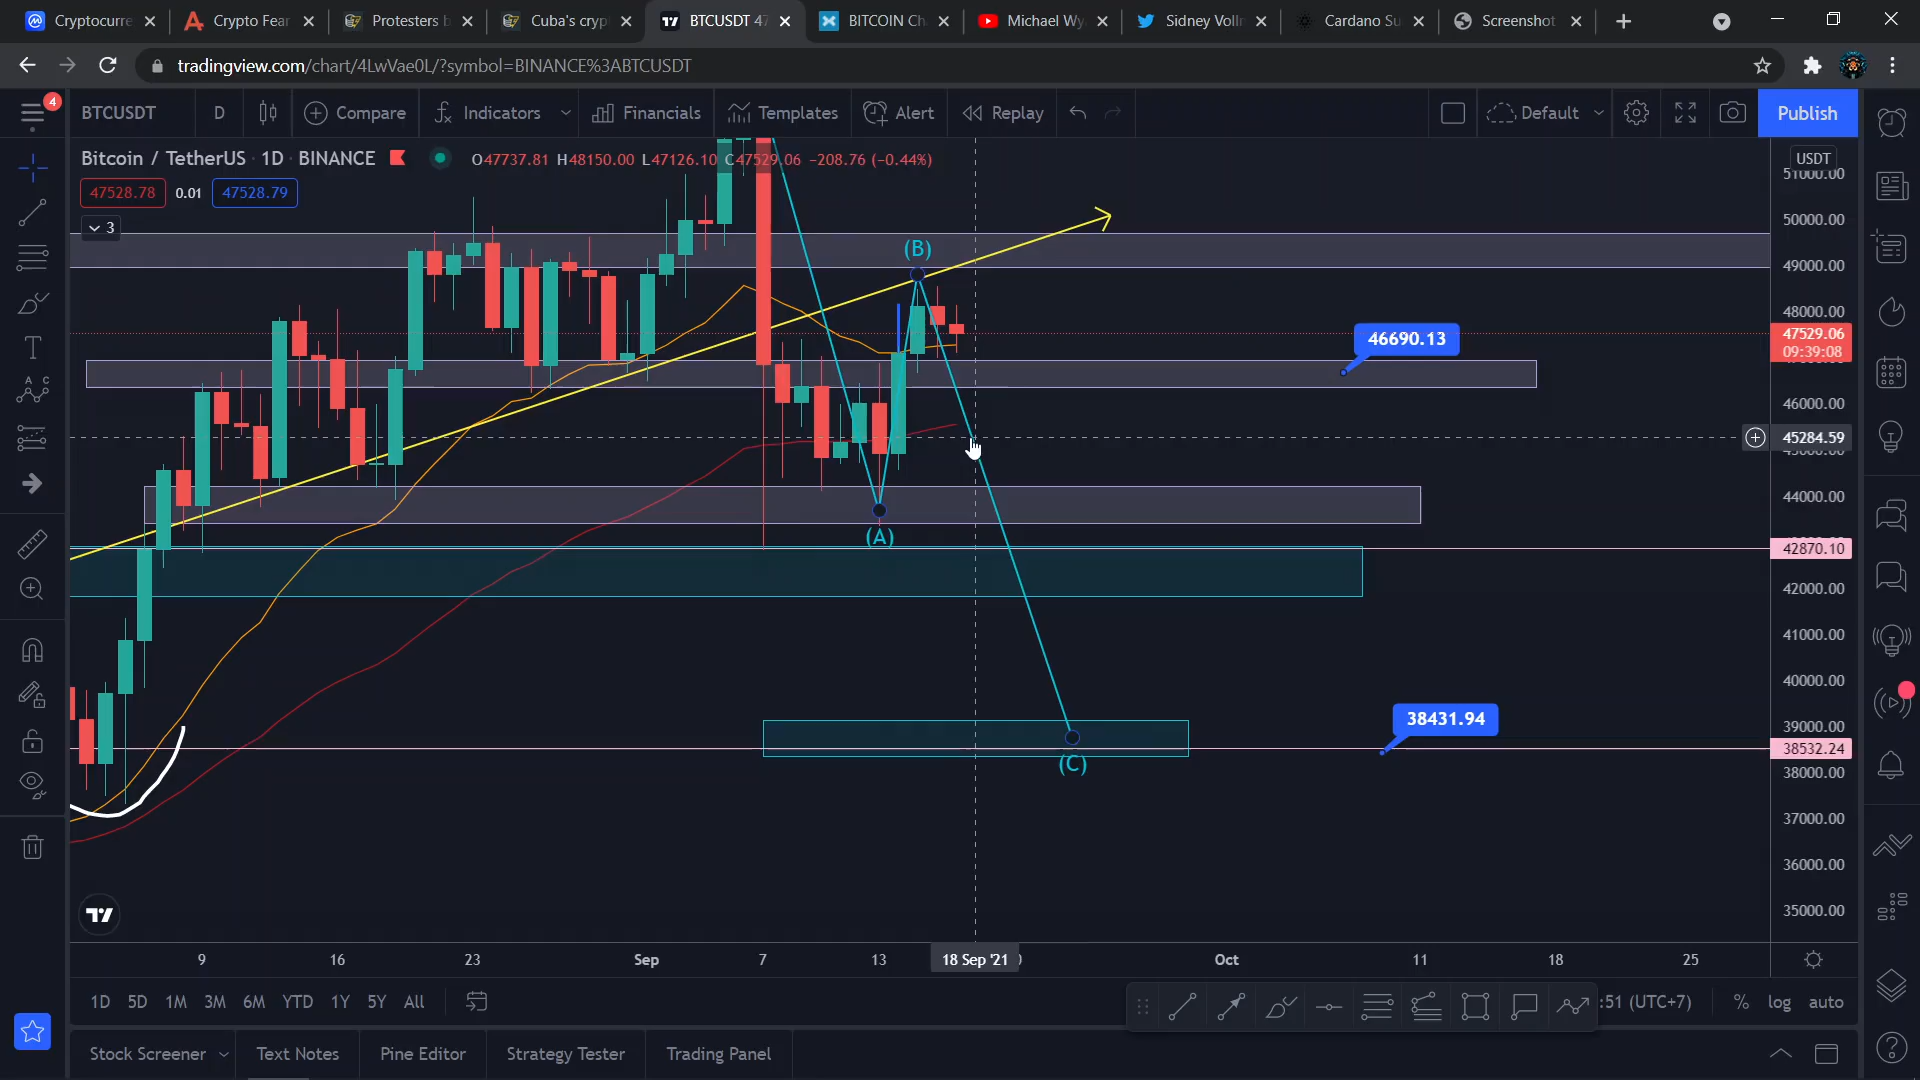 Cryptocurre
Crypto Fear
Protesters b
Cuba's cryp
BTCUSDT 47
BITCOIN Ch
Michael Wy
Sidney Vollm
Cardano Su
Screenshot
tradingview.com/chart/4LwVae0L/?symbol=BINANCE%3ABTCUSDT
4
BTCUSDT
D
Compare
Indicators
Financials
Templates
Alert
Replay
Default
Publish
Bitcoin / TetherUS · 1D · BINANCE
O47737.81 H48150.00 L47126.10 C47529.06 −208.76 (−0.44%)
USDT
47528.78
0.01
47528.79
3
51000.00
50000.00
49000.00
48000.00
47529.06
09:39:08
46000.00
45284.59
45000.00
44000.00
42870.10
42000.00
41000.00
40000.00
39000.00
38532.24
38000.00
37000.00
36000.00
35000.00
(B)
46690.13
(A)
38431.94
(C)
9
16
23
Sep
7
13
18 Sep '21
Oct
11
18
25
1D
5D
1M
3M
6M
YTD
1Y
5Y
All
:51 (UTC+7)
%
log
auto
Stock Screener
Text Notes
Pine Editor
Strategy Tester
Trading Panel